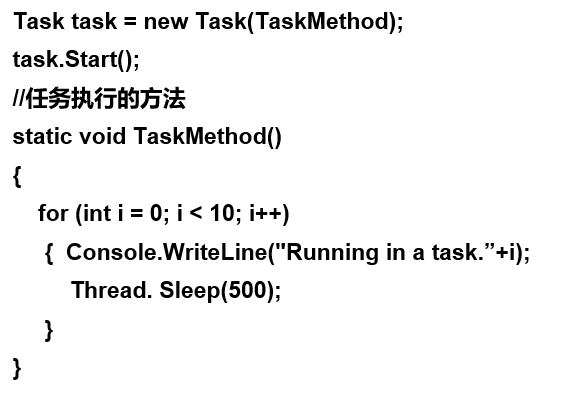 Task task = new Task(TaskMethod);
task.Start();
//任务执行的方法
static void TaskMethod()
{
for (int i = 0; i < 10; i++)
{ Console.WriteLine("Running in a task.”+i);
Thread. Sleep(500);
}
}